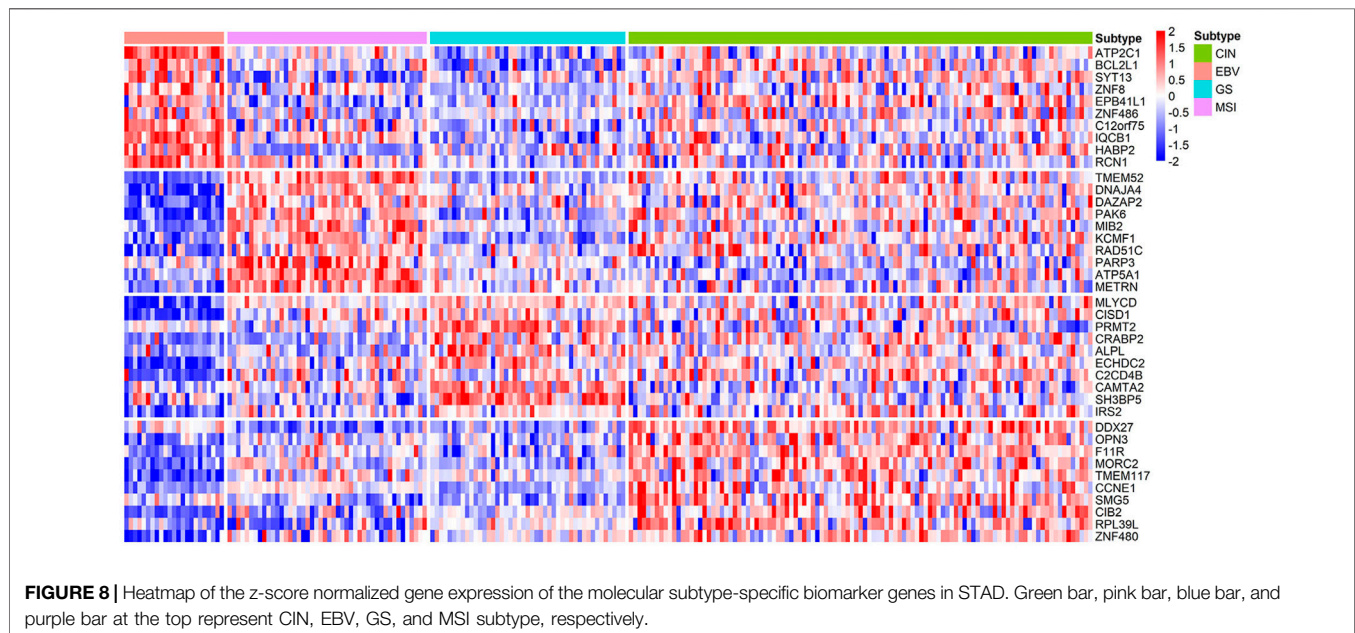 Subtype
ATP2C1
BCL2L1
SYT13
ZNF8
EPB41L1
ZNF486
C12orf75
IQCB1
HABP2
RCN1
TMEM52
DNAJA4
DAZAP2
PAK6
MIB2
KCMF1
RAD51C
PARP3
ATP5A1
METRN
MLYCD
CISD1
PRMT2
CRABP2
ALPL
ECHDC2
C2CD4B
CAMTA2
SH3BP5
IRS2
DDX27
OPN3
F11R
MORC2
TMEM117
CCNE1
SMG5
CIB2
RPL39L
ZNF480
2
1.5
1
0.5
0
-0.5
-1
-1.5
-2
Subtype
CIN
EBV
GS
MSI
FIGURE 8 | Heatmap of the z-score normalized gene expression of the molecular subtype-specific biomarker genes in STAD. Green bar, pink bar, blue bar, and
purple bar at the top represent CIN, EBV, GS, and MSI subtype, respectively.